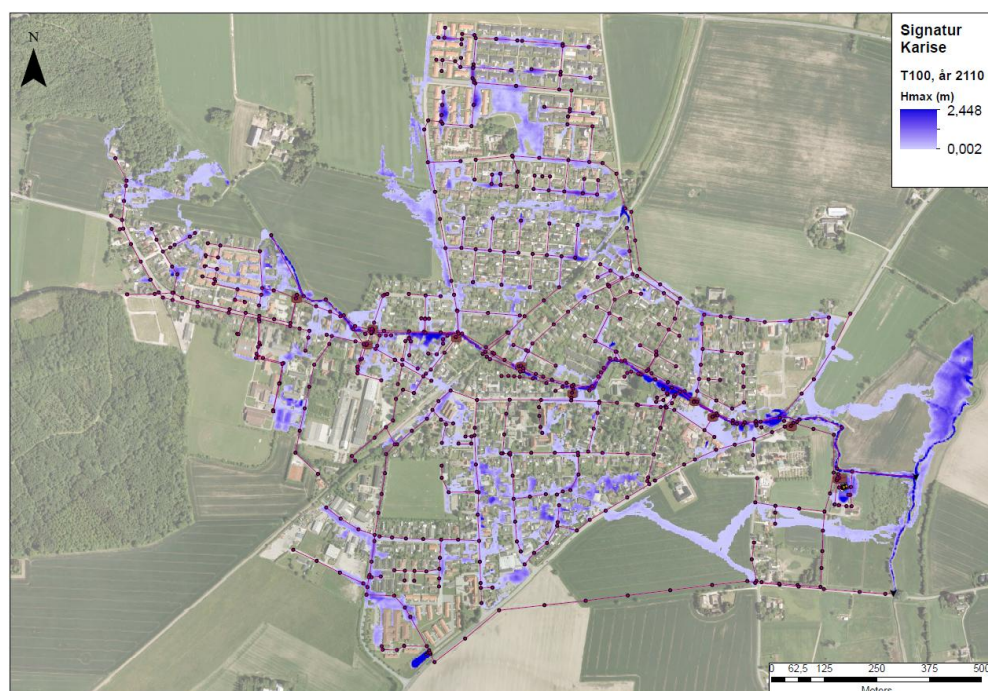 N
Signatur
Karise
T100, år 2110
Hmax (m)
2,448
0,002
0 62,5 125 250 375 500
Meters